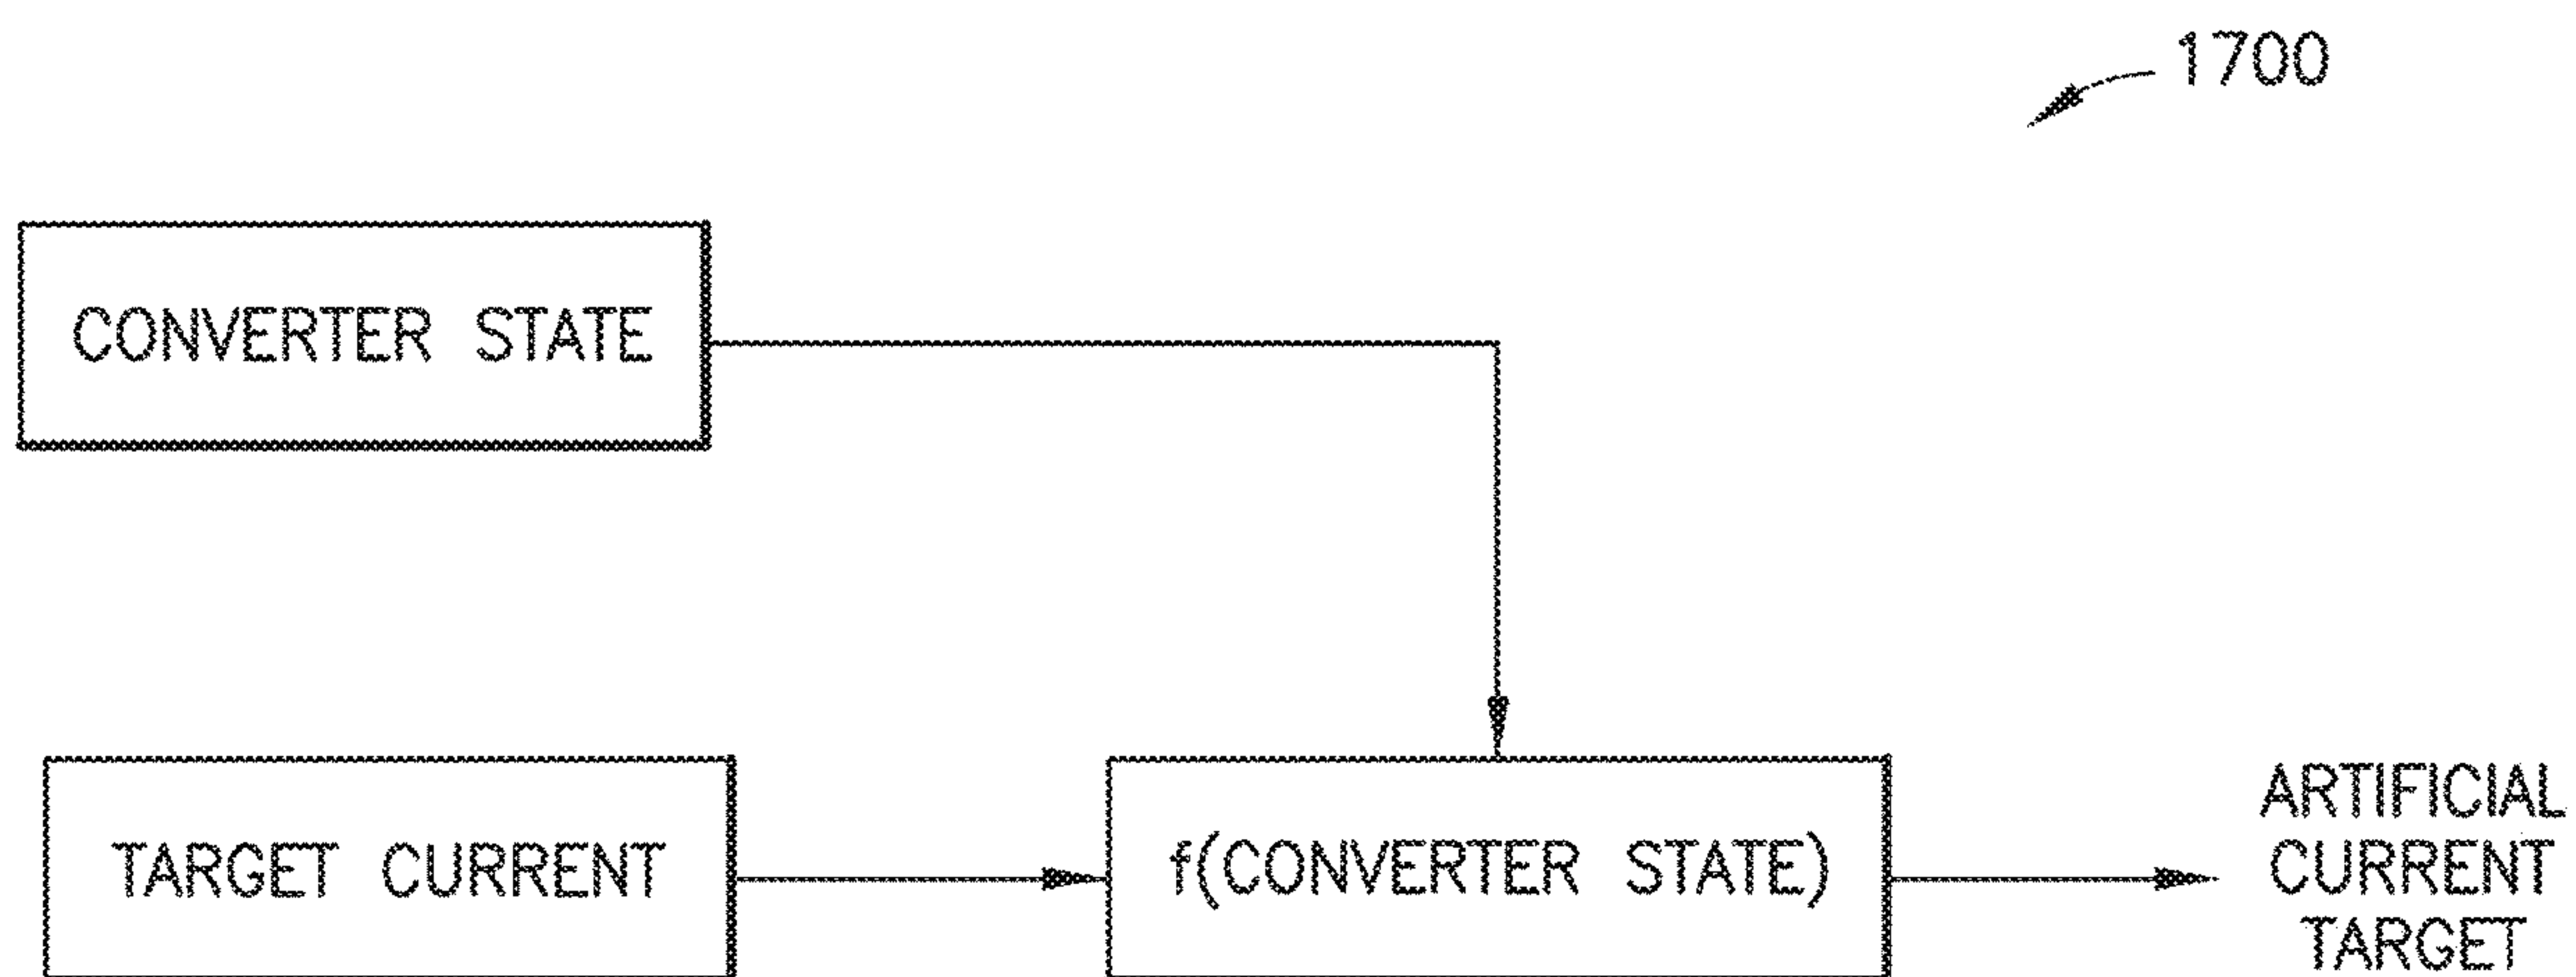 1700
CONVERTER STATE
TARGET CURRENT
f(CONVERTER STATE)
ARTIFICIAL
CURRENT
TARGET